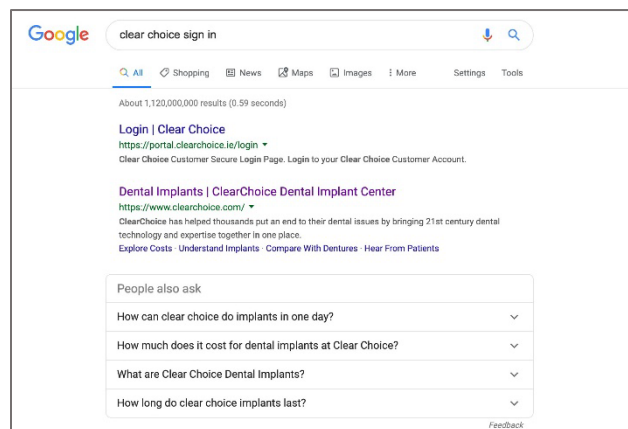 Google
clear choice sign in
All Shopping News Maps Images More Settings Tools
About 1,120,000,000 results (0.59 seconds)
Login | Clear Choice
https://portal.clearchoice.ie/login
Clear Choice Customer Secure Login Page. Login to your Clear Choice Customer Account.
Dental Implants | ClearChoice Dental Implant Center
https://www.clearchoice.com/
ClearChoice has helped thousands put an end to their dental issues by bringing 21st century dental
technology and expertise together in one place.
Explore Costs · Understand Implants · Compare With Dentures · Hear From Patients
People also ask
How can clear choice do implants in one day?
How much does it cost for dental implants at Clear Choice?
What are Clear Choice Dental Implants?
How long do clear choice implants last?
Feedback